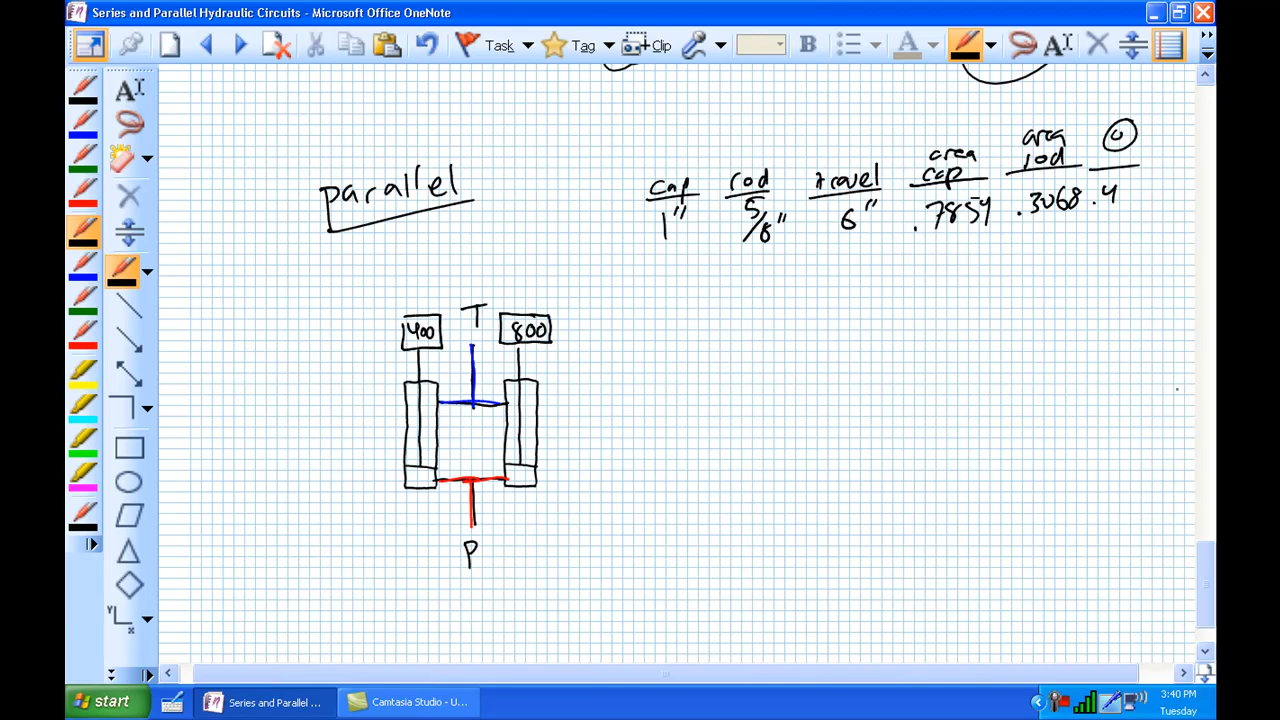 Series and Parallel Hydraulic Circuits - Microsoft Office OneNote
Task Tag Clip B A A
A
parallel
cap rod travel area cap area rod
1" 5/8" 6" .7854 .3068 .4
T
1400 800
P
start Series and Parallel ... Camtasia Studio - U... 3:40 PM
Tuesday